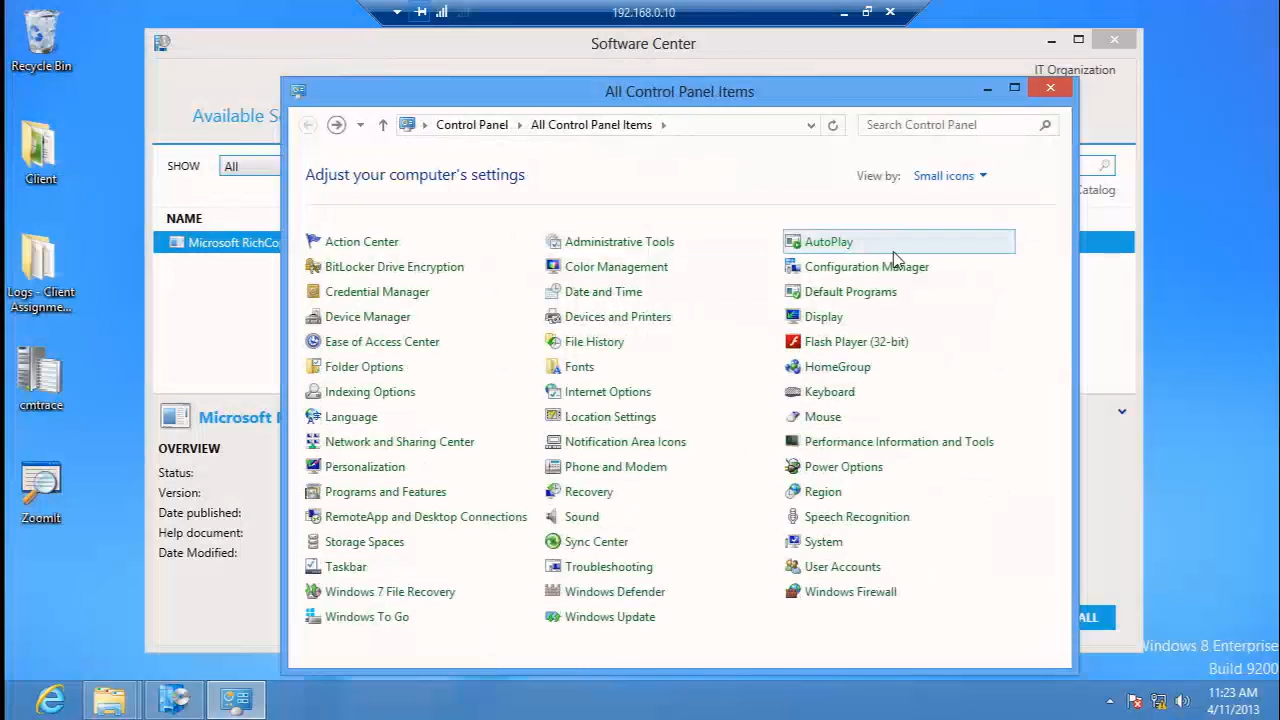 192.168.0.10
Recycle Bin
Client
Logs - Client
Assignme...
cmtrace
ZoomIt
Software Center
IT Organization
Available S
SHOW
All
Catalog
NAME
Microsoft RichCo
Microsoft
OVERVIEW
Status:
Version:
Date published:
Help document:
Date Modified:
ALL
All Control Panel Items
Control Panel
All Control Panel Items
Search Control Panel
Adjust your computer's settings
View by:
Small icons
Action Center
Administrative Tools
AutoPlay
BitLocker Drive Encryption
Color Management
Configuration Manager
Credential Manager
Date and Time
Default Programs
Device Manager
Devices and Printers
Display
Ease of Access Center
File History
Flash Player (32-bit)
Folder Options
Fonts
HomeGroup
Indexing Options
Internet Options
Keyboard
Language
Location Settings
Mouse
Network and Sharing Center
Notification Area Icons
Performance Information and Tools
Personalization
Phone and Modem
Power Options
Programs and Features
Recovery
Region
RemoteApp and Desktop Connections
Sound
Speech Recognition
Storage Spaces
Sync Center
System
Taskbar
Troubleshooting
User Accounts
Windows 7 File Recovery
Windows Defender
Windows Firewall
Windows To Go
Windows Update
Windows 8 Enterprise
Build 9200
11:23 AM
4/11/2013